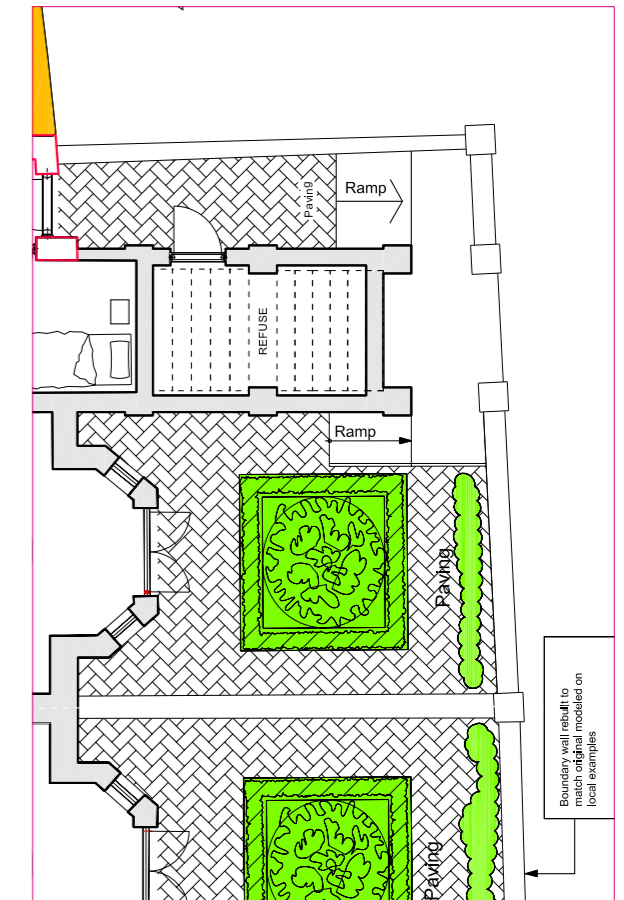 Paving
Ramp
REFUSE
Ramp
Paving
Boundary wall rebuilt to
match original modeled on
local examples
Paving